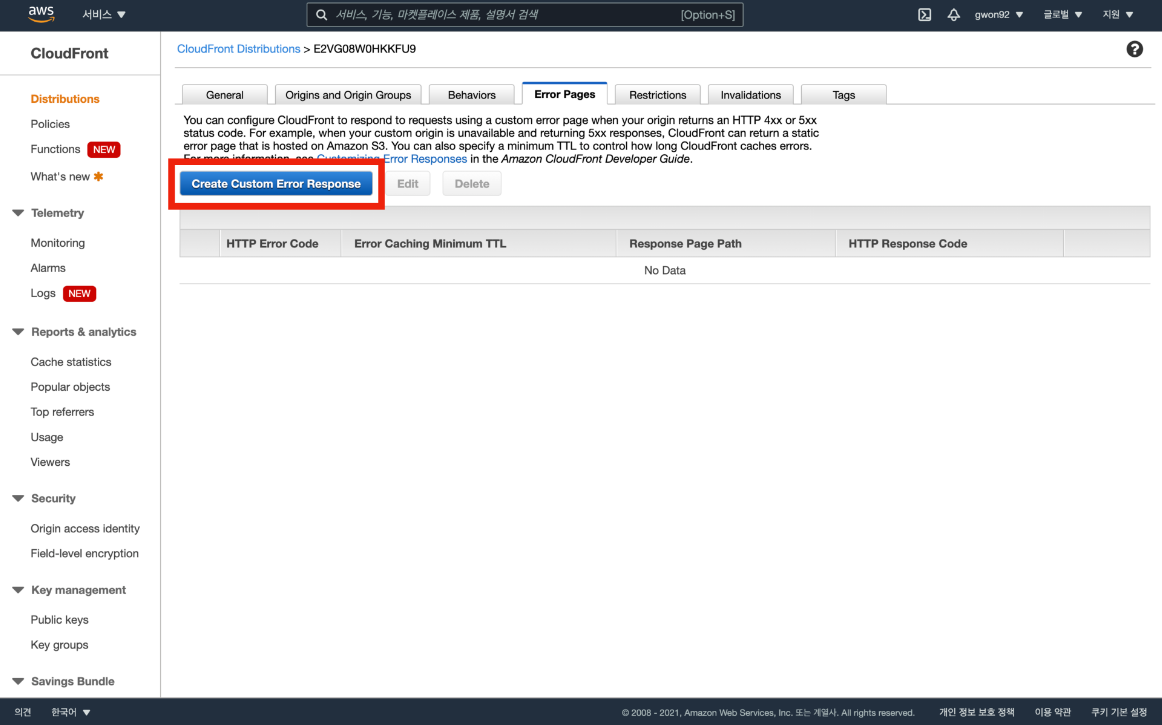 aws
서비스
서비스, 기능, 마켓플레이스 제품, 설명서 검색
[Option+S]
gwon92
글로벌
지원
CloudFront
Distributions
Policies
Functions NEW
What's new
Telemetry
Monitoring
Alarms
Logs NEW
Reports & analytics
Cache statistics
Popular objects
Top referrers
Usage
Viewers
Security
Origin access identity
Field-level encryption
Key management
Public keys
Key groups
Savings Bundle
CloudFront Distributions > E2VG08W0HKKFU9
General
Origins and Origin Groups
Behaviors
Error Pages
Restrictions
Invalidations
Tags
You can configure CloudFront to respond to requests using a custom error page when your origin returns an HTTP 4xx or 5xx
status code. For example, when your custom origin is unavailable and returning 5xx responses, CloudFront can return a static
error page that is hosted on Amazon S3. You can also specify a minimum TTL to control how long CloudFront caches errors.
For more information, see Customizing Error Responses in the Amazon CloudFront Developer Guide.
Create Custom Error Response
Edit
Delete
HTTP Error Code
Error Caching Minimum TTL
Response Page Path
HTTP Response Code
No Data
의견
한국어
© 2008 - 2021, Amazon Web Services, Inc. 또는 계열사. All rights reserved.
개인 정보 보호 정책
이용 약관
쿠키 기본 설정